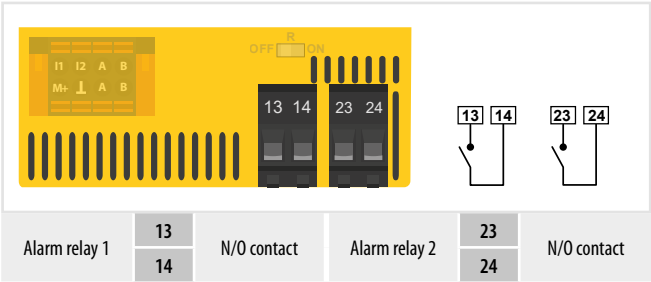 R
OFF ON
I1 I2 A B
M+ ⊥ A B
13 14 23 24
13 14 23 24
Alarm relay 1 13 14 N/O contact Alarm relay 2 23 24 N/O contact